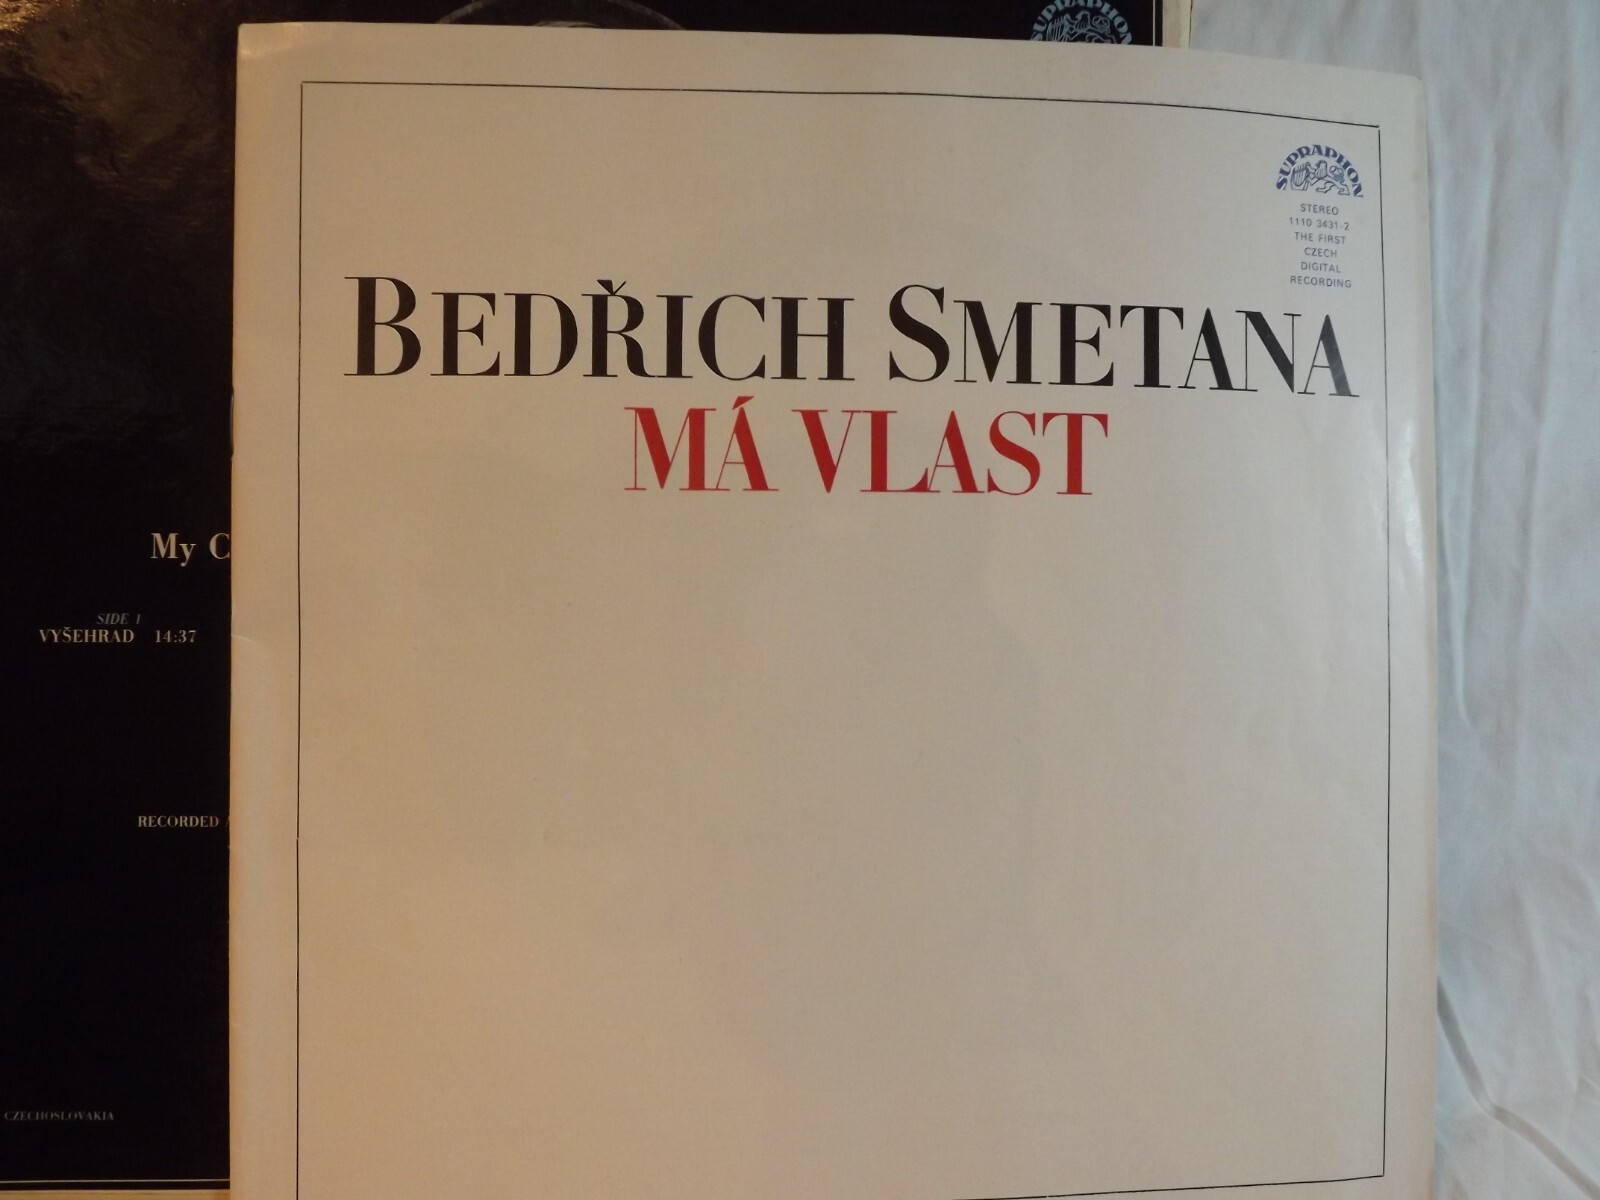 SUPRAPHON
SUPRAPHON
STEREO
1110 3431-2
THE FIRST
CZECH
DIGITAL
RECORDING
BEDŘICH SMETANA
MÁ VLAST
My C
SIDE 1
VYŠEHRAD 14:37
RECORDED
CZECHOSLOVAKIA